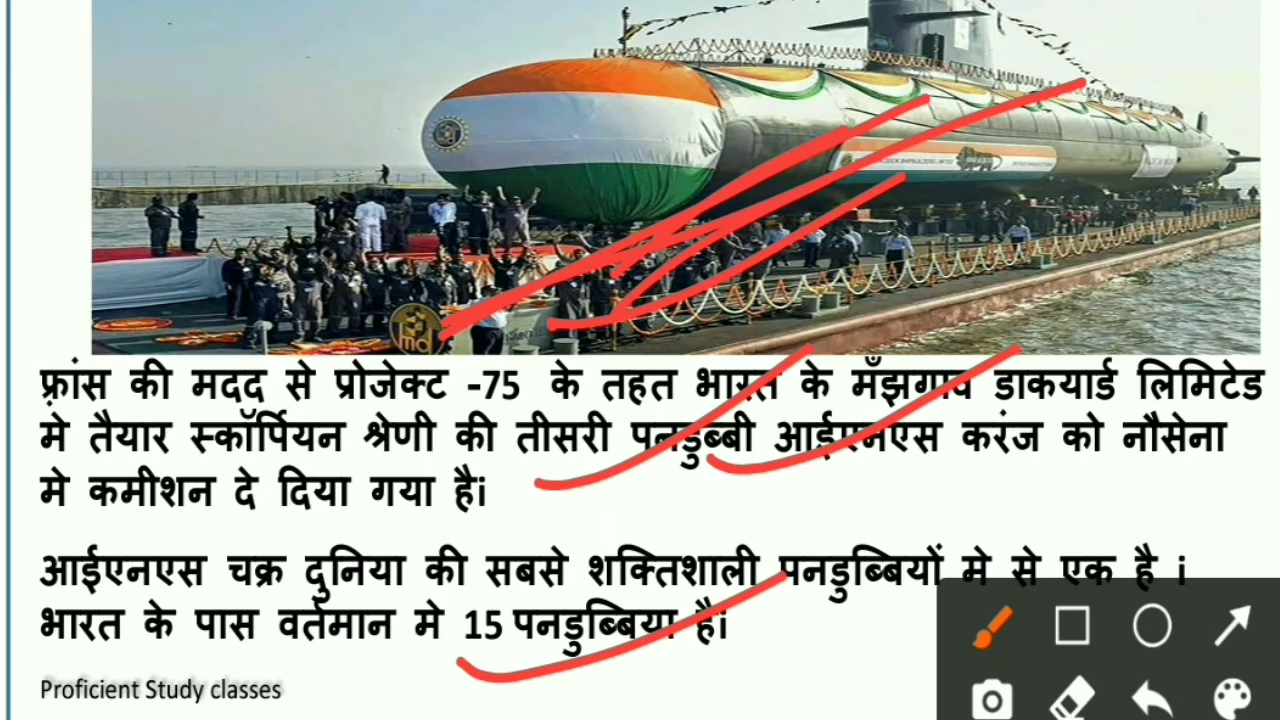 फ़्रांस की मदद से प्रोजेक्ट -75 के तहत भारत के मँझगाव डाकयार्ड लिमिटेड
मे तैयार स्कॉर्पियन श्रेणी की तीसरी पनडुब्बी आईएनएस करंज को नौसेना
मे कमीशन दे दिया गया हैi
आईएनएस चक्र दुनिया की सबसे शक्तिशाली पनडुब्बियों मे से एक है i
भारत के पास वर्तमान मे 15 पनडुब्बिया हैi
Proficient Study classes